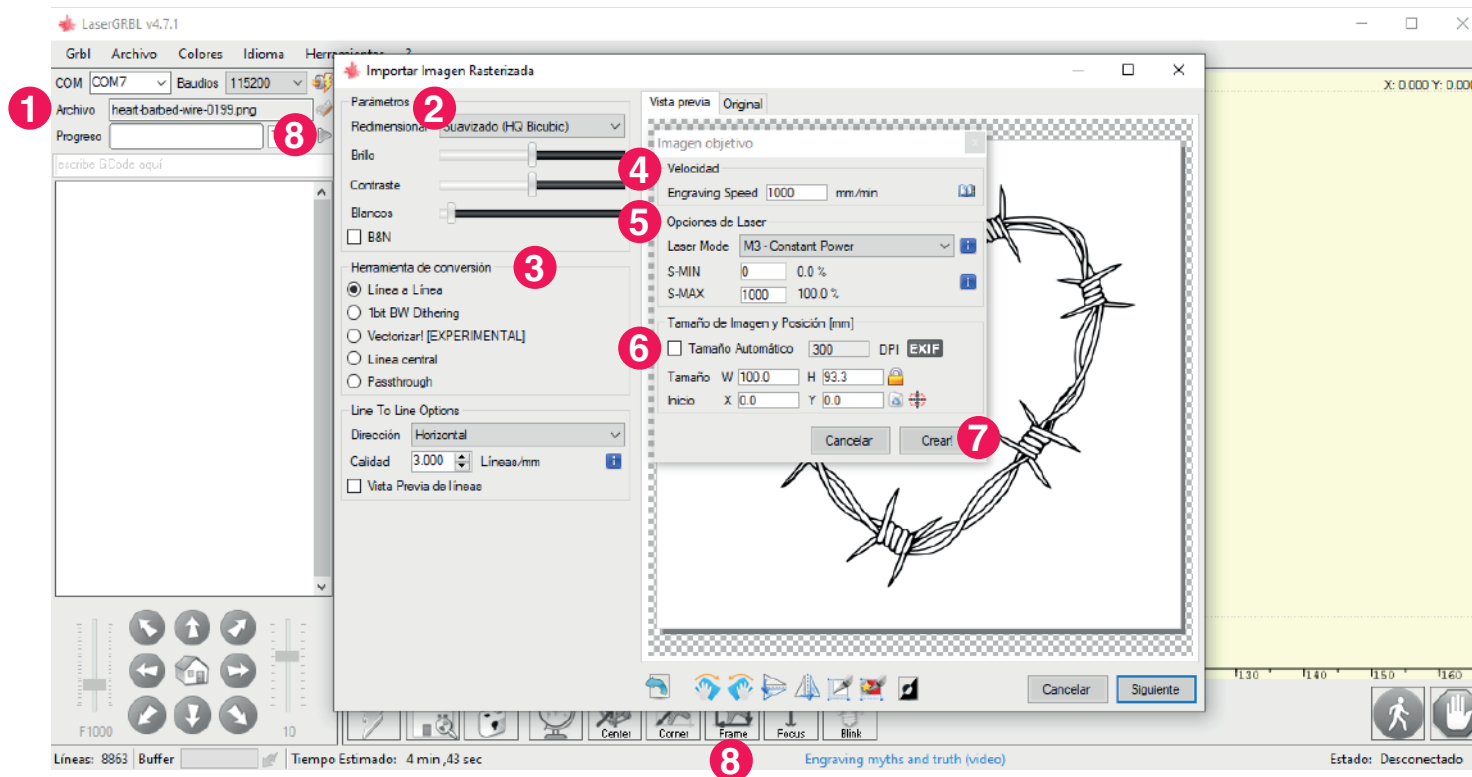 LaserGRBL v4.7.1
Grbl Archivo Colores Idioma
COM COM7 Baudios 115200
1 Archivo heart-barbed-wire-0199.png
Progreso 8
escribe GCode aquí
Importar Imagen Rasterizada
Parámetros 2
Redimensionar Suavizado (HQ Bicubic)
Brillo
Contraste
Blancos
B&N
Herramienta de conversión 3
Línea a Línea
1bit BW Dthering
Vectorizar! [EXPERIMENTAL]
Línea central
Passthrough
Line To Line Options
Dirección Horizontal
Calidad 3.000 Líneas/mm
Vista Previa de líneas
Vista previa Original
Imagen objetivo
4 Velocidad
Engraving Speed 1000 mm/min
5 Opciones de Laser
Laser Mode M3 - Constant Power
S-MIN 0 0.0 %
S-MAX 1000 100.0 %
Tamaño de Imagen y Posición [mm]
6 Tamaño Automático 300 DPI EXIF
Tamaño W 100.0 H 93.3
Inicio X 0.0 Y 0.0
Cancelar Crear! 7
Cancelar Siguiente
X: 0.000 Y: 0.000
130 140 150 160
F1000 10
Center Corner Frame Focus Blink
Líneas: 8863 Buffer Tiempo Estimado: 4 min ,43 sec 8 Engraving myths and truth (video) Estado: Desconectado